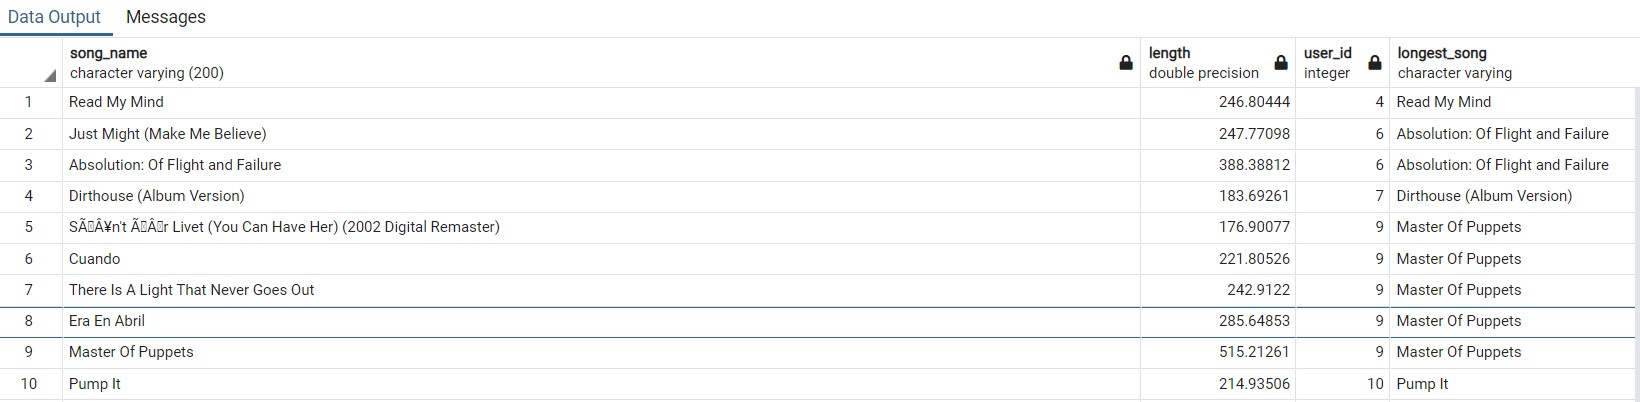 Data Output Messages
song_name length user_id longest_song
character varying (200) double precision integer character varying
1 Read My Mind 246.80444 4 Read My Mind
2 Just Might (Make Me Believe) 247.77098 6 Absolution: Of Flight and Failure
3 Absolution: Of Flight and Failure 388.38812 6 Absolution: Of Flight and Failure
4 Dirthouse (Album Version) 183.69261 7 Dirthouse (Album Version)
5 SÃ▯Â¥n't Ã▯Â▯r Livet (You Can Have Her) (2002 Digital Remaster) 176.90077 9 Master Of Puppets
6 Cuando 221.80526 9 Master Of Puppets
7 There Is A Light That Never Goes Out 242.9122 9 Master Of Puppets
8 Era En Abril 285.64853 9 Master Of Puppets
9 Master Of Puppets 515.21261 9 Master Of Puppets
10 Pump It 214.93506 10 Pump It